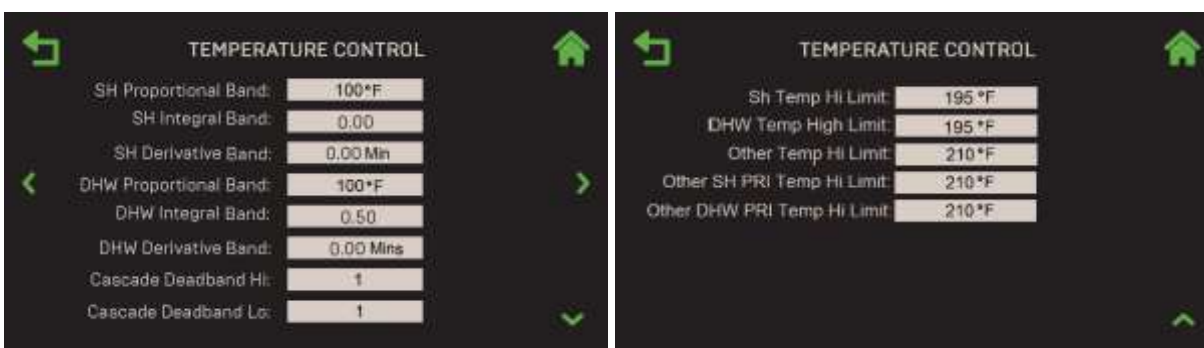 TEMPERATURE CONTROL
SH Proportional Band: 100°F
SH Integral Band: 0.00
SH Derivative Band: 0.00 Min
DHW Proportional Band: 100°F
DHW Integral Band: 0.50
DHW Derivative Band: 0.00 Mins
Cascade Deadband Hi: 1
Cascade Deadband Lo: 1
TEMPERATURE CONTROL
Sh Temp Hi Limit: 195 °F
DHW Temp High Limit: 195 °F
Other Temp Hi Limit: 210 °F
Other SH PRI Temp Hi Limit: 210 °F
Other DHW PRI Temp Hi Limit: 210 °F